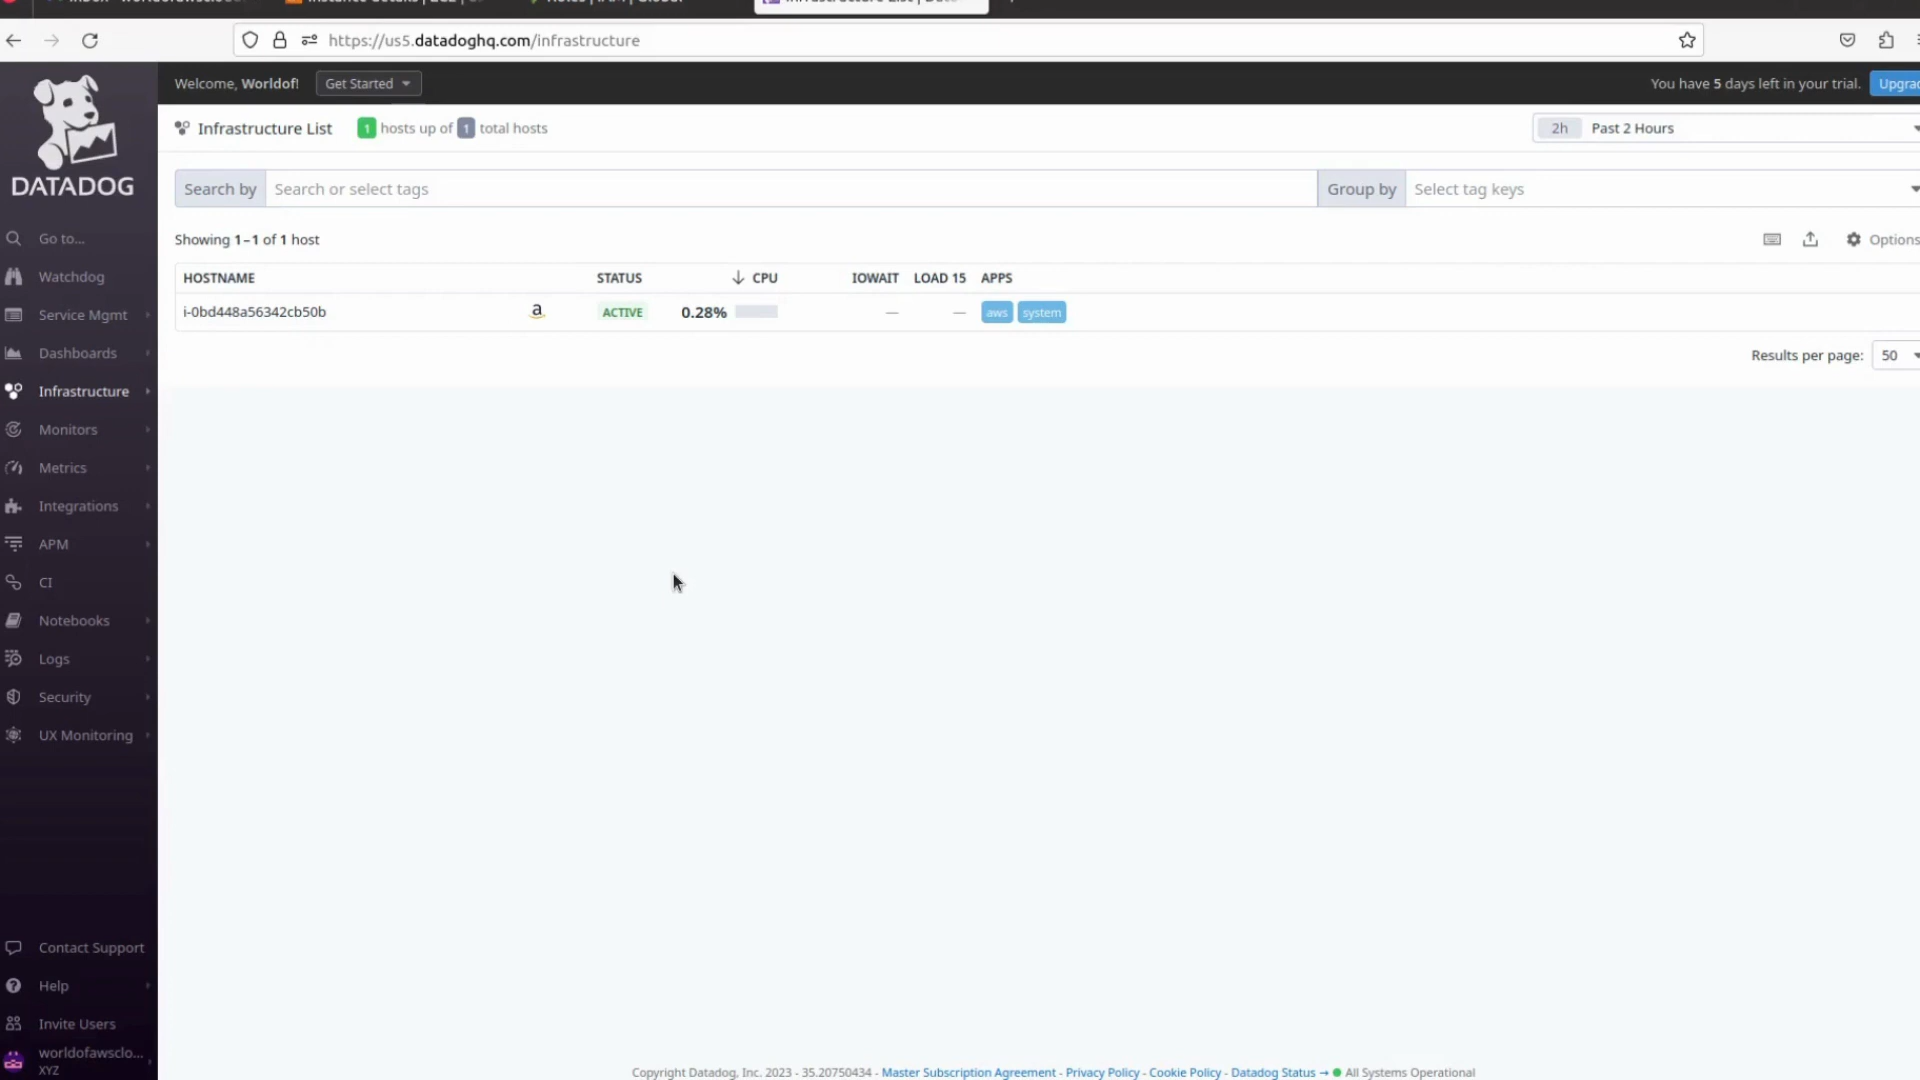 https://us5.datadoghq.com/infrastructure
DATADOG
Welcome, Worldof!
Get Started
You have 5 days left in your trial.
Infrastructure List
1 hosts up of 1 total hosts
2h Past 2 Hours
Search by Search or select tags
Group by Select tag keys
Showing 1–1 of 1 host
Options
HOSTNAME STATUS CPU IOWAIT LOAD 15 APPS
i-0bd448a56342cb50b a ACTIVE 0.28% — — aws system
Results per page: 50
Go to...
Watchdog
Service Mgmt
Dashboards
Infrastructure
Monitors
Metrics
Integrations
APM
CI
Notebooks
Logs
Security
UX Monitoring
Contact Support
Help
Invite Users
worldofawsclo...
XYZ
Copyright Datadog, Inc. 2023 - 35.20750434 - Master Subscription Agreement - Privacy Policy - Cookie Policy - Datadog Status → All Systems Operational